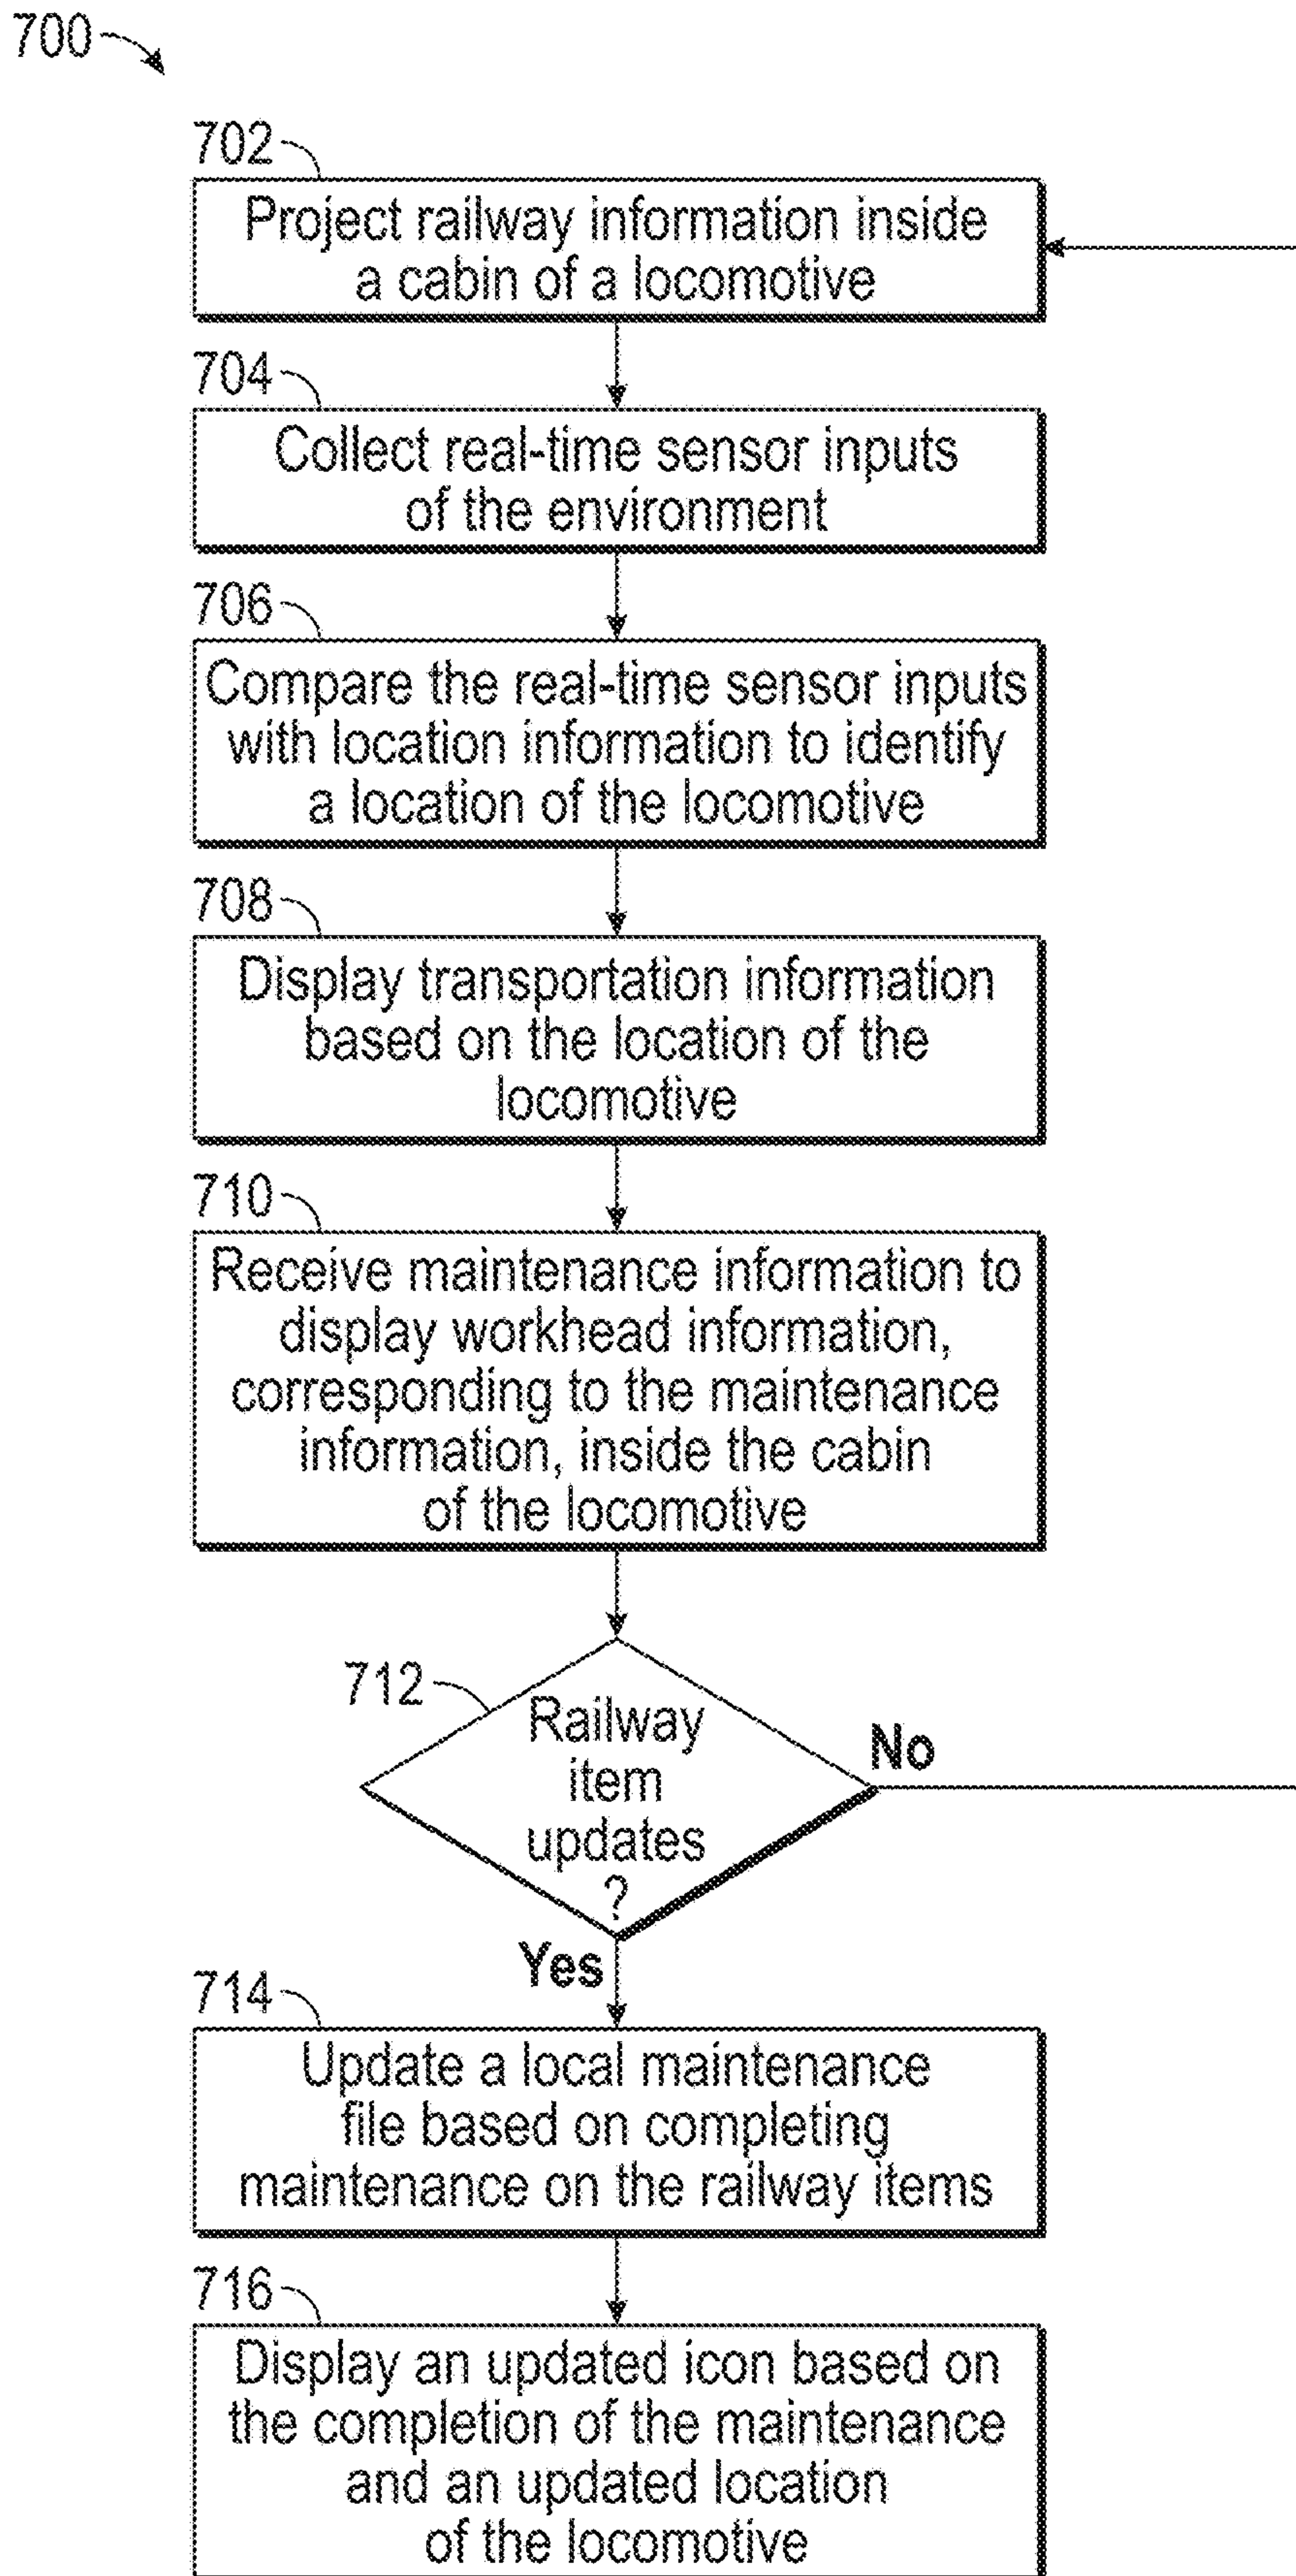 700
702
Project railway information inside
a cabin of a locomotive
704
Collect real-time sensor inputs
of the environment
706
Compare the real-time sensor inputs
with location information to identify
a location of the locomotive
708
Display transportation information
based on the location of the
locomotive
710
Receive maintenance information to
display workhead information,
corresponding to the maintenance
information, inside the cabin
of the locomotive
712
Railway
item
updates
?
No
Yes
714
Update a local maintenance
file based on completing
maintenance on the railway items
716
Display an updated icon based on
the completion of the maintenance
and an updated location
of the locomotive